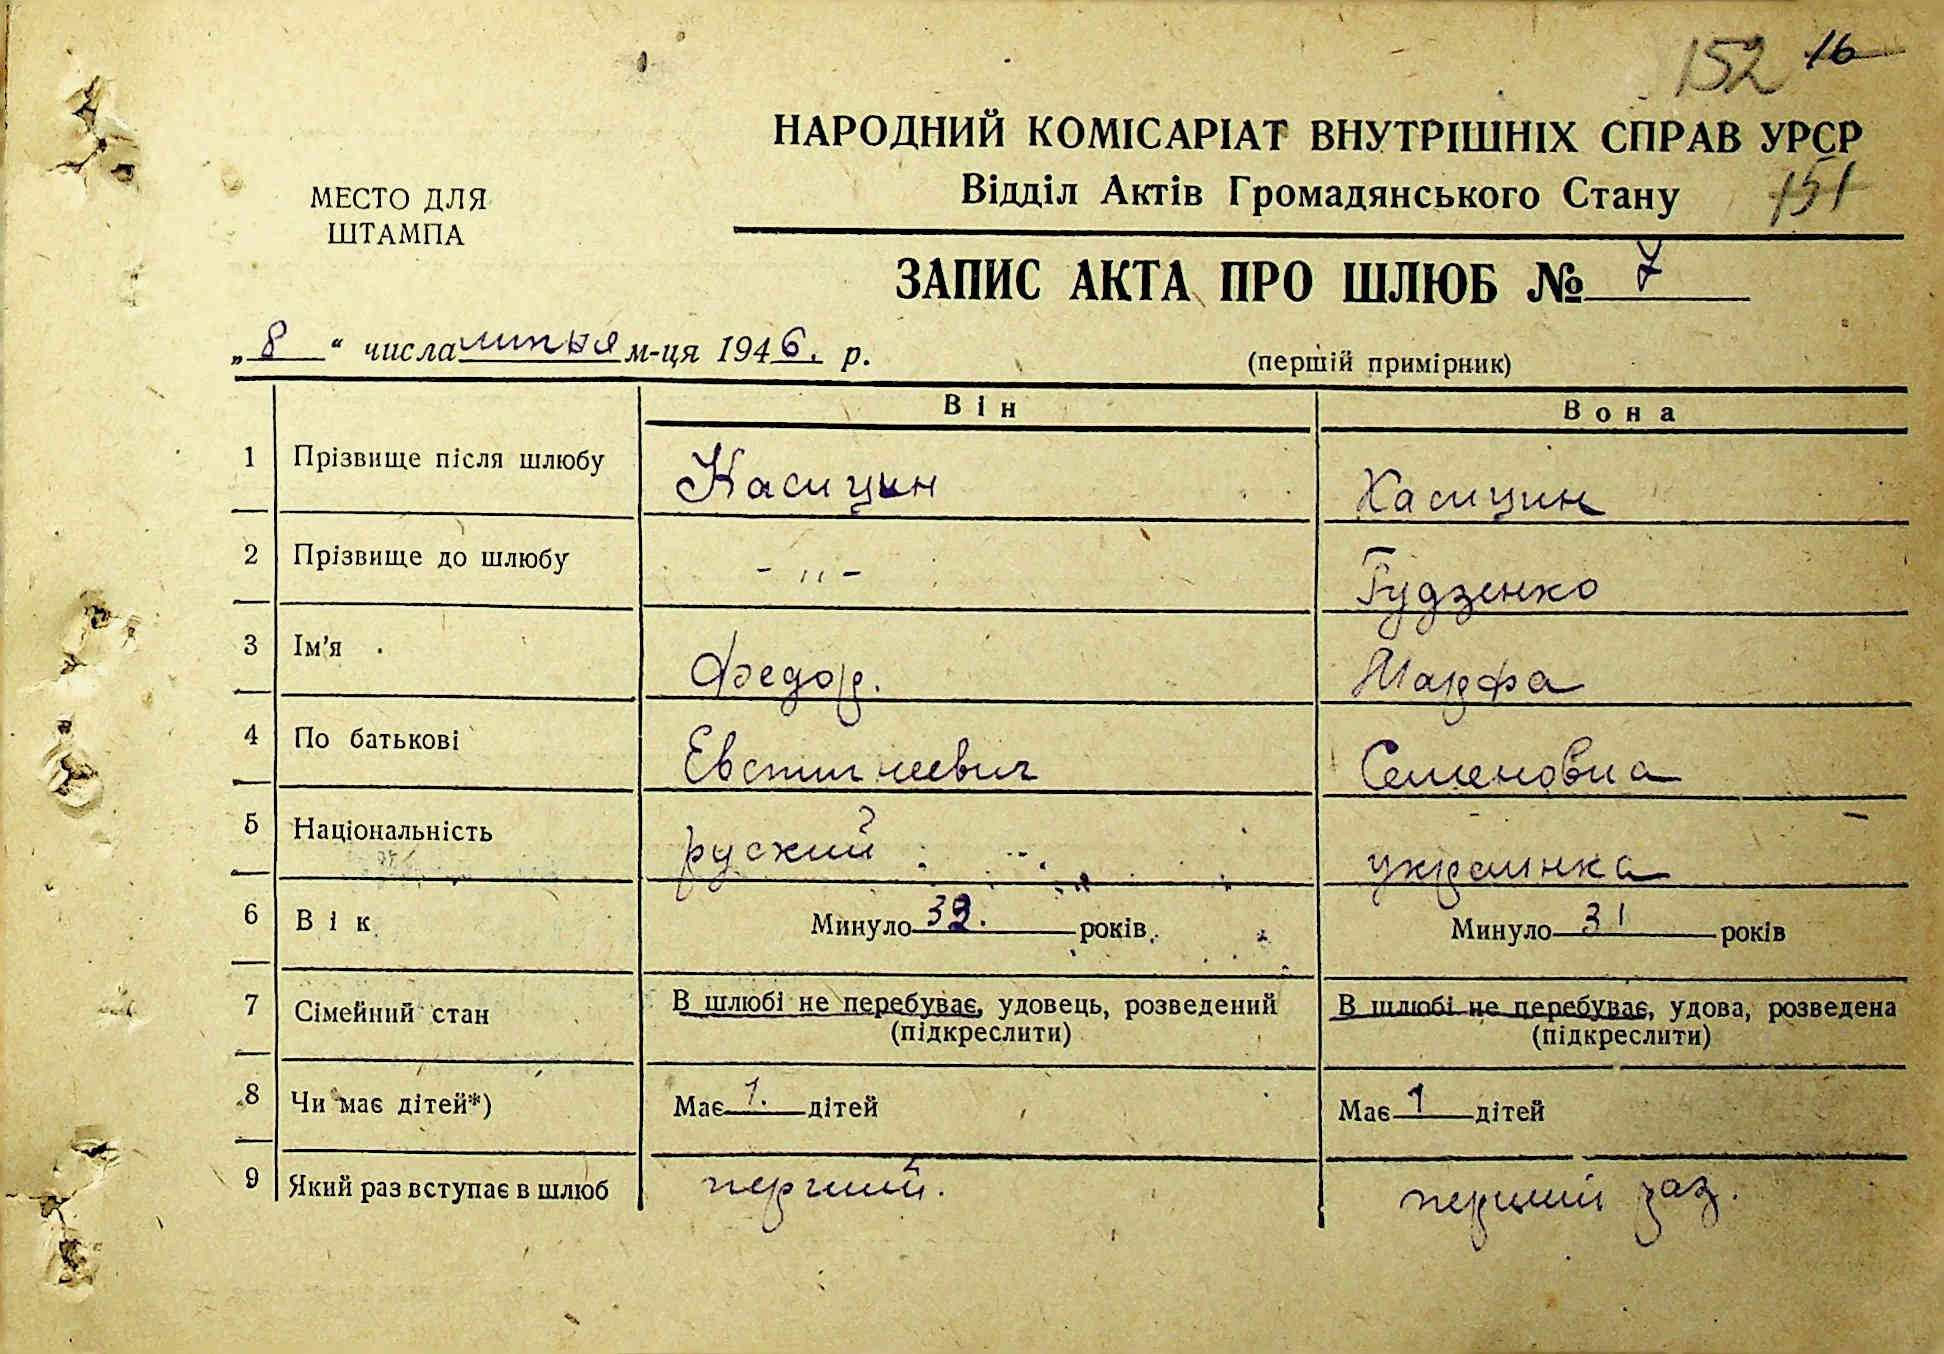 152 16
НАРОДНИЙ КОМІСАРІАТ ВНУТРІШНІХ СПРАВ УРСР
Відділ Актів Громадянського Стану
151
МЕСТО ДЛЯ
ШТАМПА
ЗАПИС АКТА ПРО ШЛЮБ № 7
„8“ числа липня м-ця 1946. р.
(першій примірник)
Він Вона
1 Прізвище після шлюбу Касицин Касицин
2 Прізвище до шлюбу - ,, - Гудзенко
3 Ім'я Федор. Марфа
4 По батькові Евстигнеевич Семеновна
5 Національність руский украинка
6 Вік Минуло 39. років Минуло 31 років
7 Сімейний стан В шлюбі не перебуває, удовець, розведений В шлюбі не перебуває, удова, розведена
(підкреслити) (підкреслити)
8 Чи має дітей*) Має 1. дітей Має 1 дітей
9 Який раз вступає в шлюб перший. перший раз.